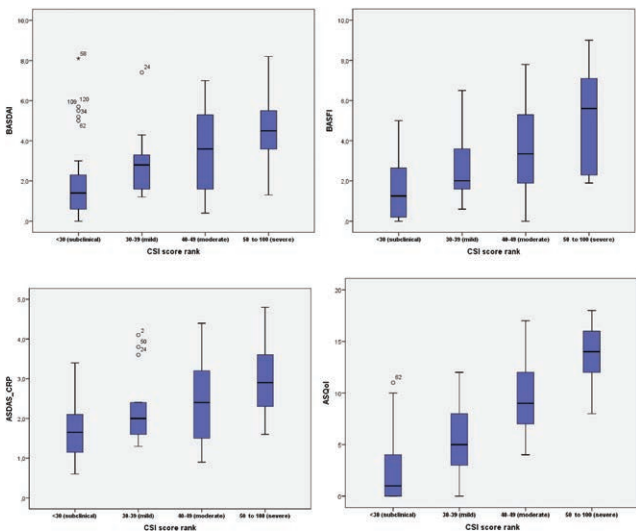 10,0
8,0
6,0
4,0
2,0
,0
BASDAI
58
109 120
34
62
24
<30 (subclinical) 30-39 (mild) 40-49 (moderate) 50 to 100 (severe)
CSI score rank
10,0
8,0
6,0
4,0
2,0
,0
BASFI
<30 (subclinical) 30-39 (mild) 40-49 (moderate) 50 to 100 (severe)
CSI score rank
5,0
4,0
3,0
2,0
1,0
,0
ASDAS_CRP
2
58
24
<30 (subclinical) 30-39 (mild) 40-49 (moderate) 50 to 100 (severe)
CSI score rank
20
15
10
5
0
ASQol
62
<30 (subclinical) 30-39 (mild) 40-49 (moderate) 50 to 100 (severe)
CSI score rank